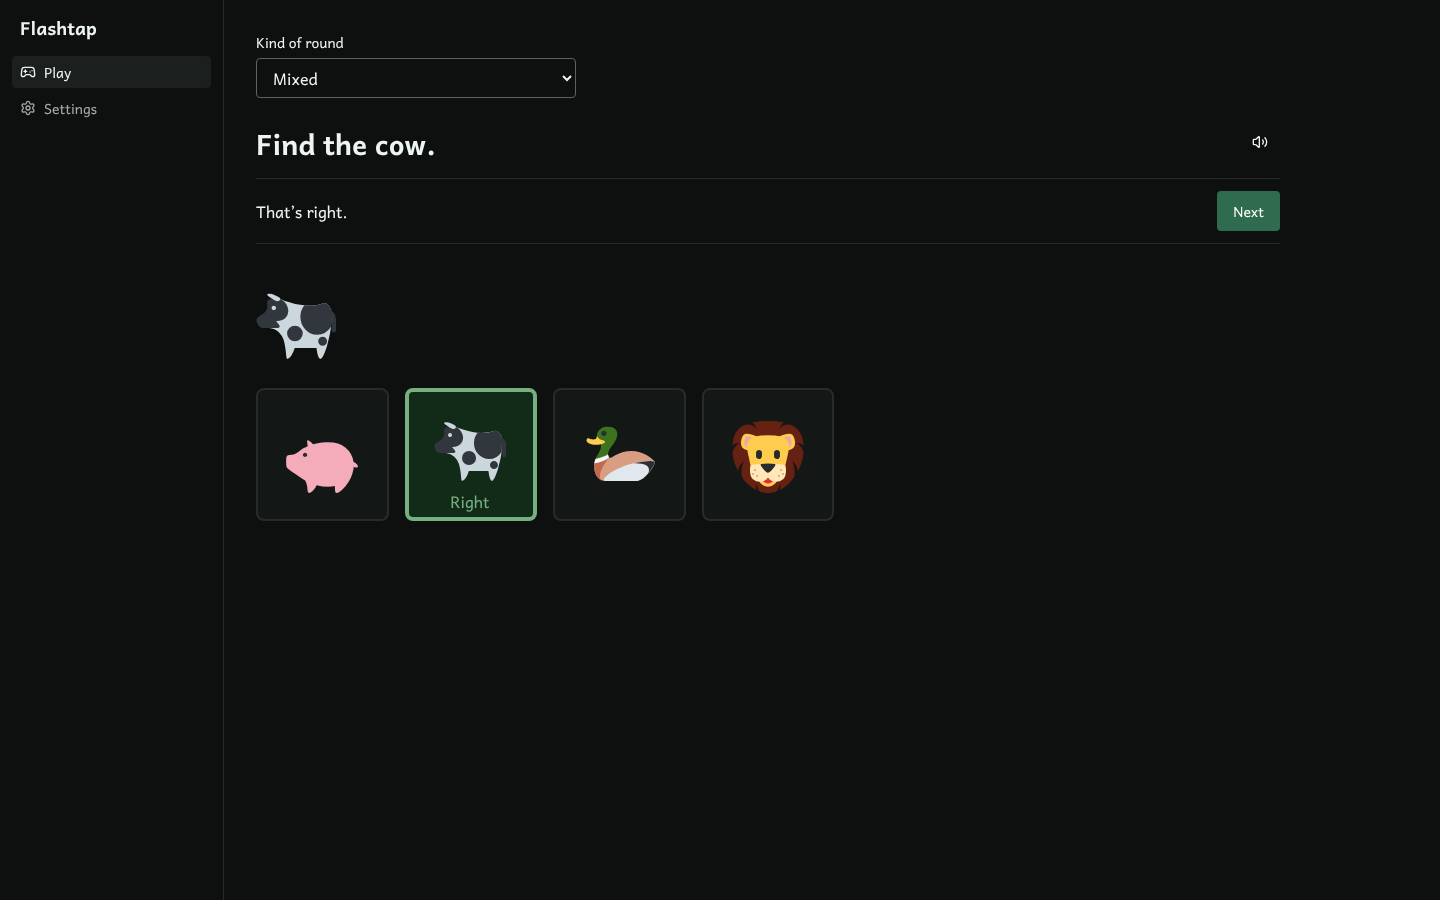 Flashtap
Play
Settings
Kind of round
Mixed
Find the cow.
That’s right.
Next
Right